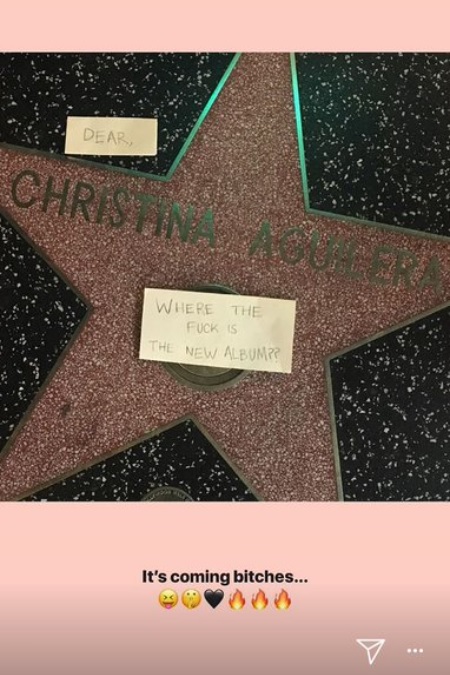 DEAR,
CHRISTINA AGUILERA
WHERE THE
FUCK IS
THE NEW ALBUM??
It's coming bitches...
😝🤫🖤🔥🔥🔥